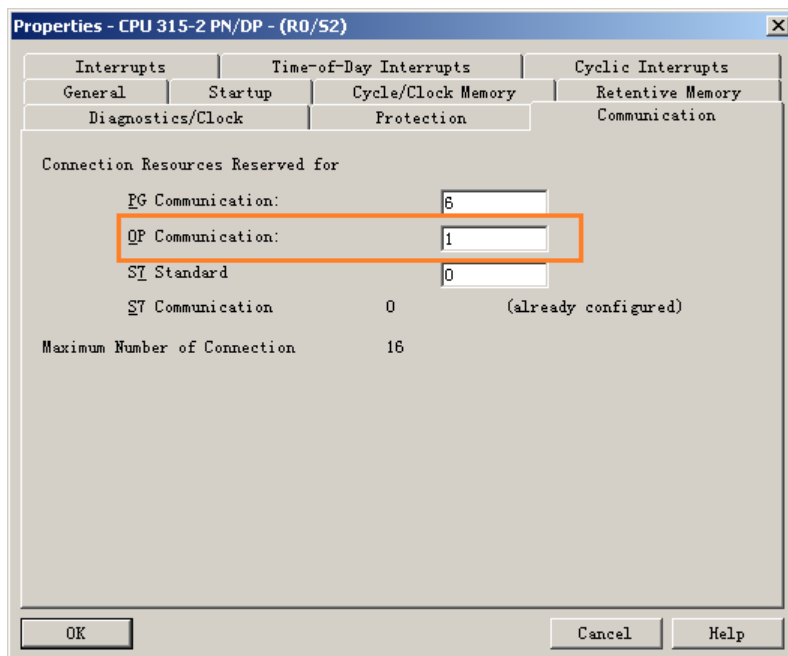 Properties - CPU 315-2 PN/DP - (R0/S2)
Interrupts Time-of-Day Interrupts Cyclic Interrupts
General Startup Cycle/Clock Memory Retentive Memory
Diagnostics/Clock Protection Communication
Connection Resources Reserved for
PG Communication: 6
OP Communication: 1
S7 Standard 0
S7 Communication 0 (already configured)
Maximum Number of Connection 16
OK Cancel Help